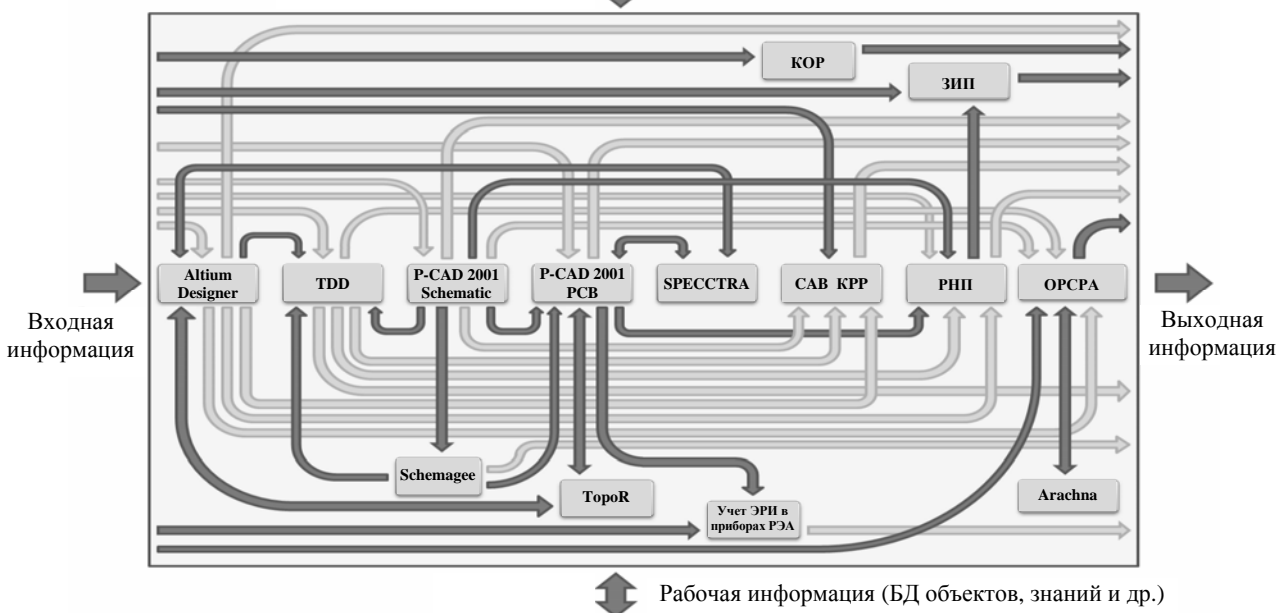 КОР
ЗИП
Altium
Designer
TDD
P-CAD 2001
Schematic
P-CAD 2001
PCB
SPECCTRA
САВ КРР
РНП
ОРСРА
Входная
информация
Выходная
информация
Schemagee
TopoR
Учет ЭРИ в
приборах РЭА
Arachna
Рабочая информация (БД объектов, знаний и др.)